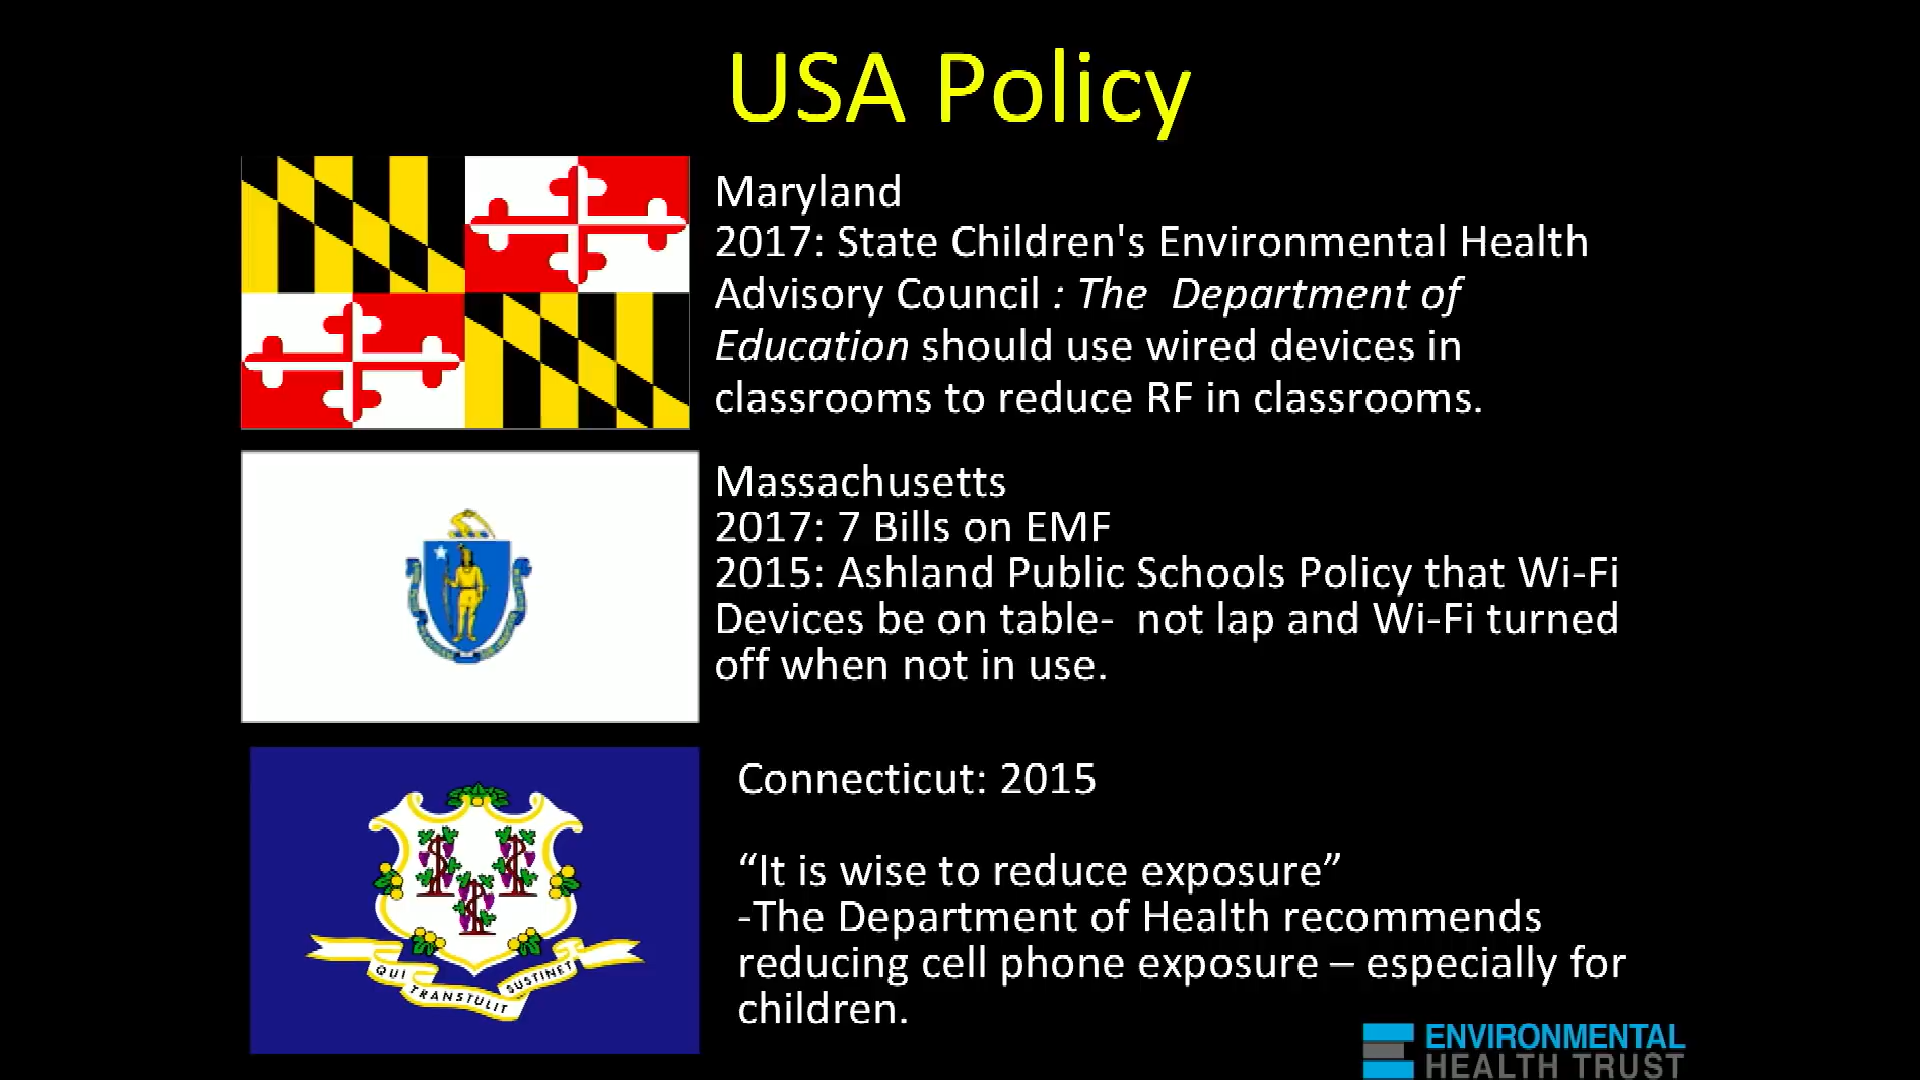 USA Policy
Maryland
2017: State Children's Environmental Health
Advisory Council : The  Department of
Education should use wired devices in
classrooms to reduce RF in classrooms.
Massachusetts
2017: 7 Bills on EMF
2015: Ashland Public Schools Policy that Wi-Fi
Devices be on table-  not lap and Wi-Fi turned
off when not in use.
QUI
TRANSTULIT
SUSTINET
Connecticut: 2015
“It is wise to reduce exposure”
-The Department of Health recommends
reducing cell phone exposure – especially for
children.
ENVIRONMENTAL
HEALTH TRUST